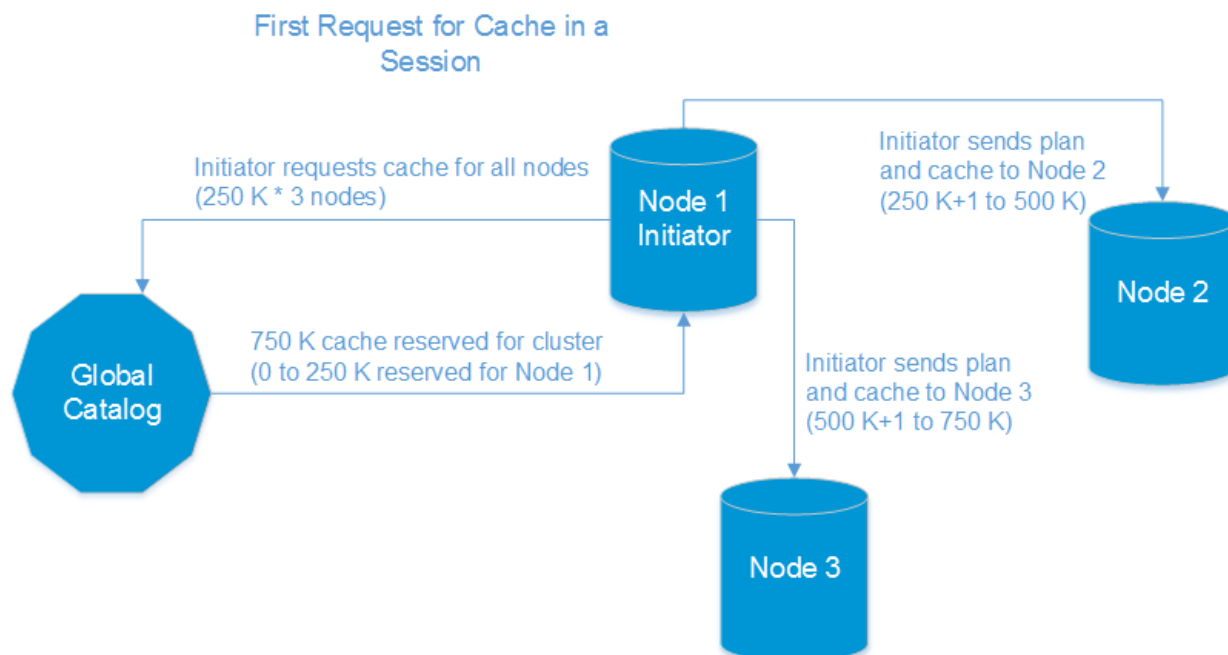 First Request for Cache in a
Session
Initiator requests cache for all nodes
(250 K * 3 nodes)
Node 1
Initiator
Initiator sends plan
and cache to Node 2
(250 K+1 to 500 K)
Node 2
Global
Catalog
750 K cache reserved for cluster
(0 to 250 K reserved for Node 1)
Initiator sends plan
and cache to Node 3
(500 K+1 to 750 K)
Node 3